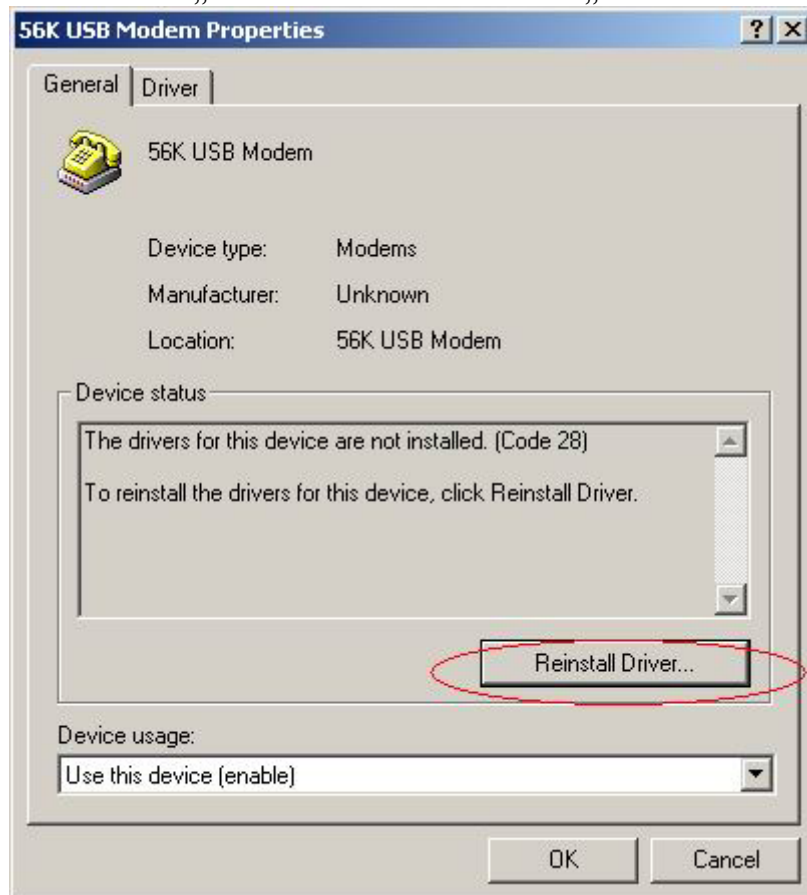 56K USB Modem Properties
General Driver
56K USB Modem
Device type: Modems
Manufacturer: Unknown
Location: 56K USB Modem
Device status
The drivers for this device are not installed. (Code 28)
To reinstall the drivers for this device, click Reinstall Driver.
Reinstall Driver...
Device usage:
Use this device (enable)
OK Cancel